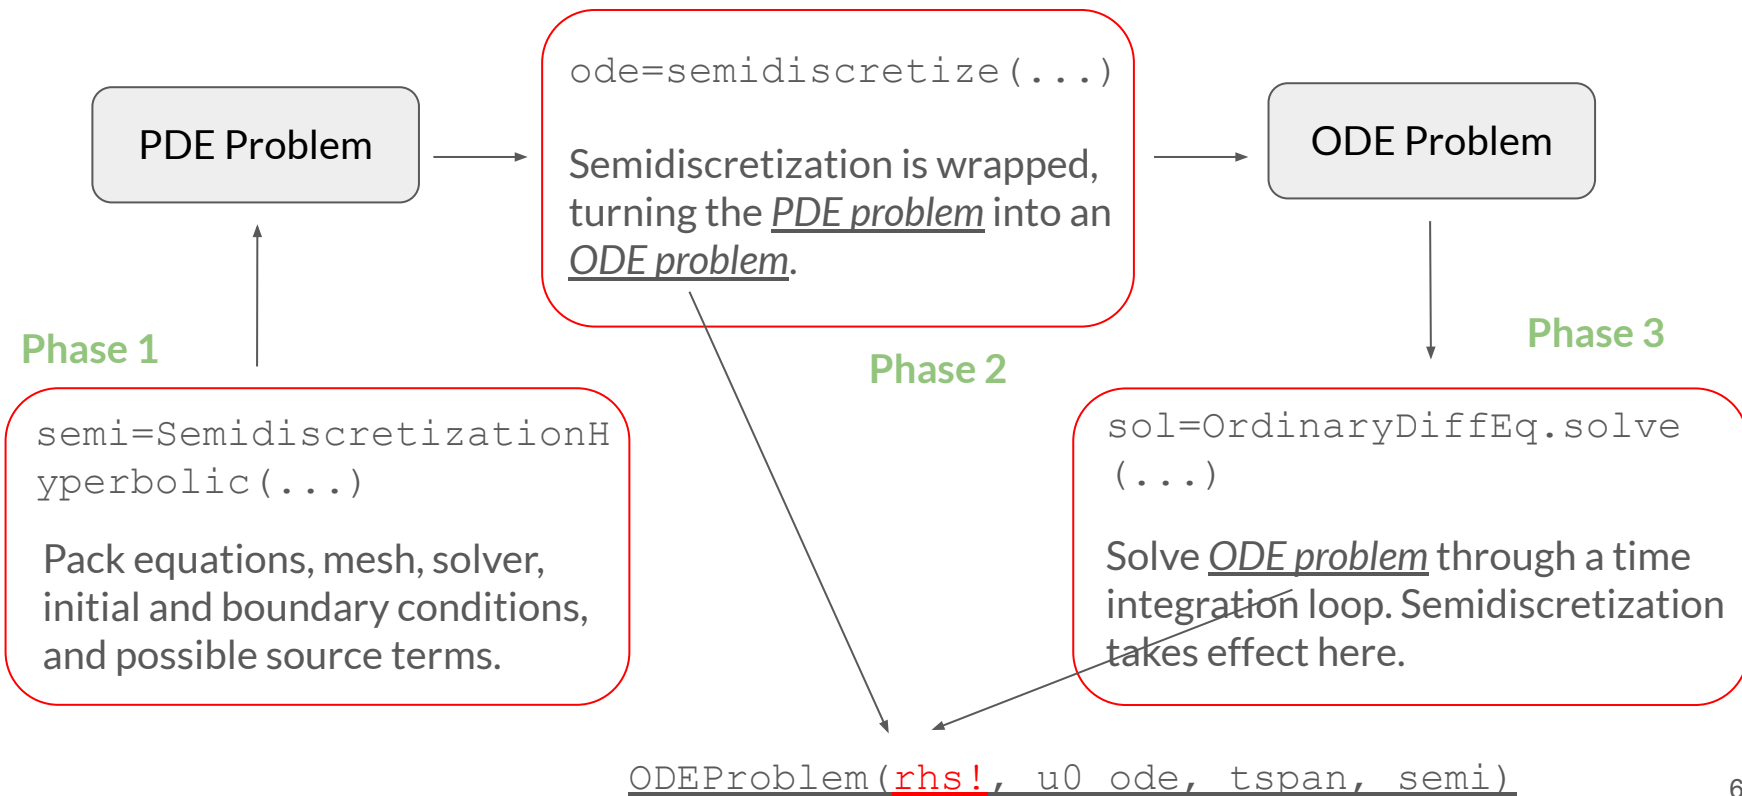 ode=semidiscretize(...)
PDE Problem
ODE Problem
Semidiscretization is wrapped,
turning the PDE problem into an
ODE problem.
Phase 1
Phase 2
Phase 3
semi=SemidiscretizationH
yperbolic(...)
Pack equations, mesh, solver,
initial and boundary conditions,
and possible source terms.
sol=OrdinaryDiffEq.solve
(...)
Solve ODE problem through a time
integration loop. Semidiscretization
takes effect here.
ODEProblem(rhs!, u0_ode, tspan, semi)
6